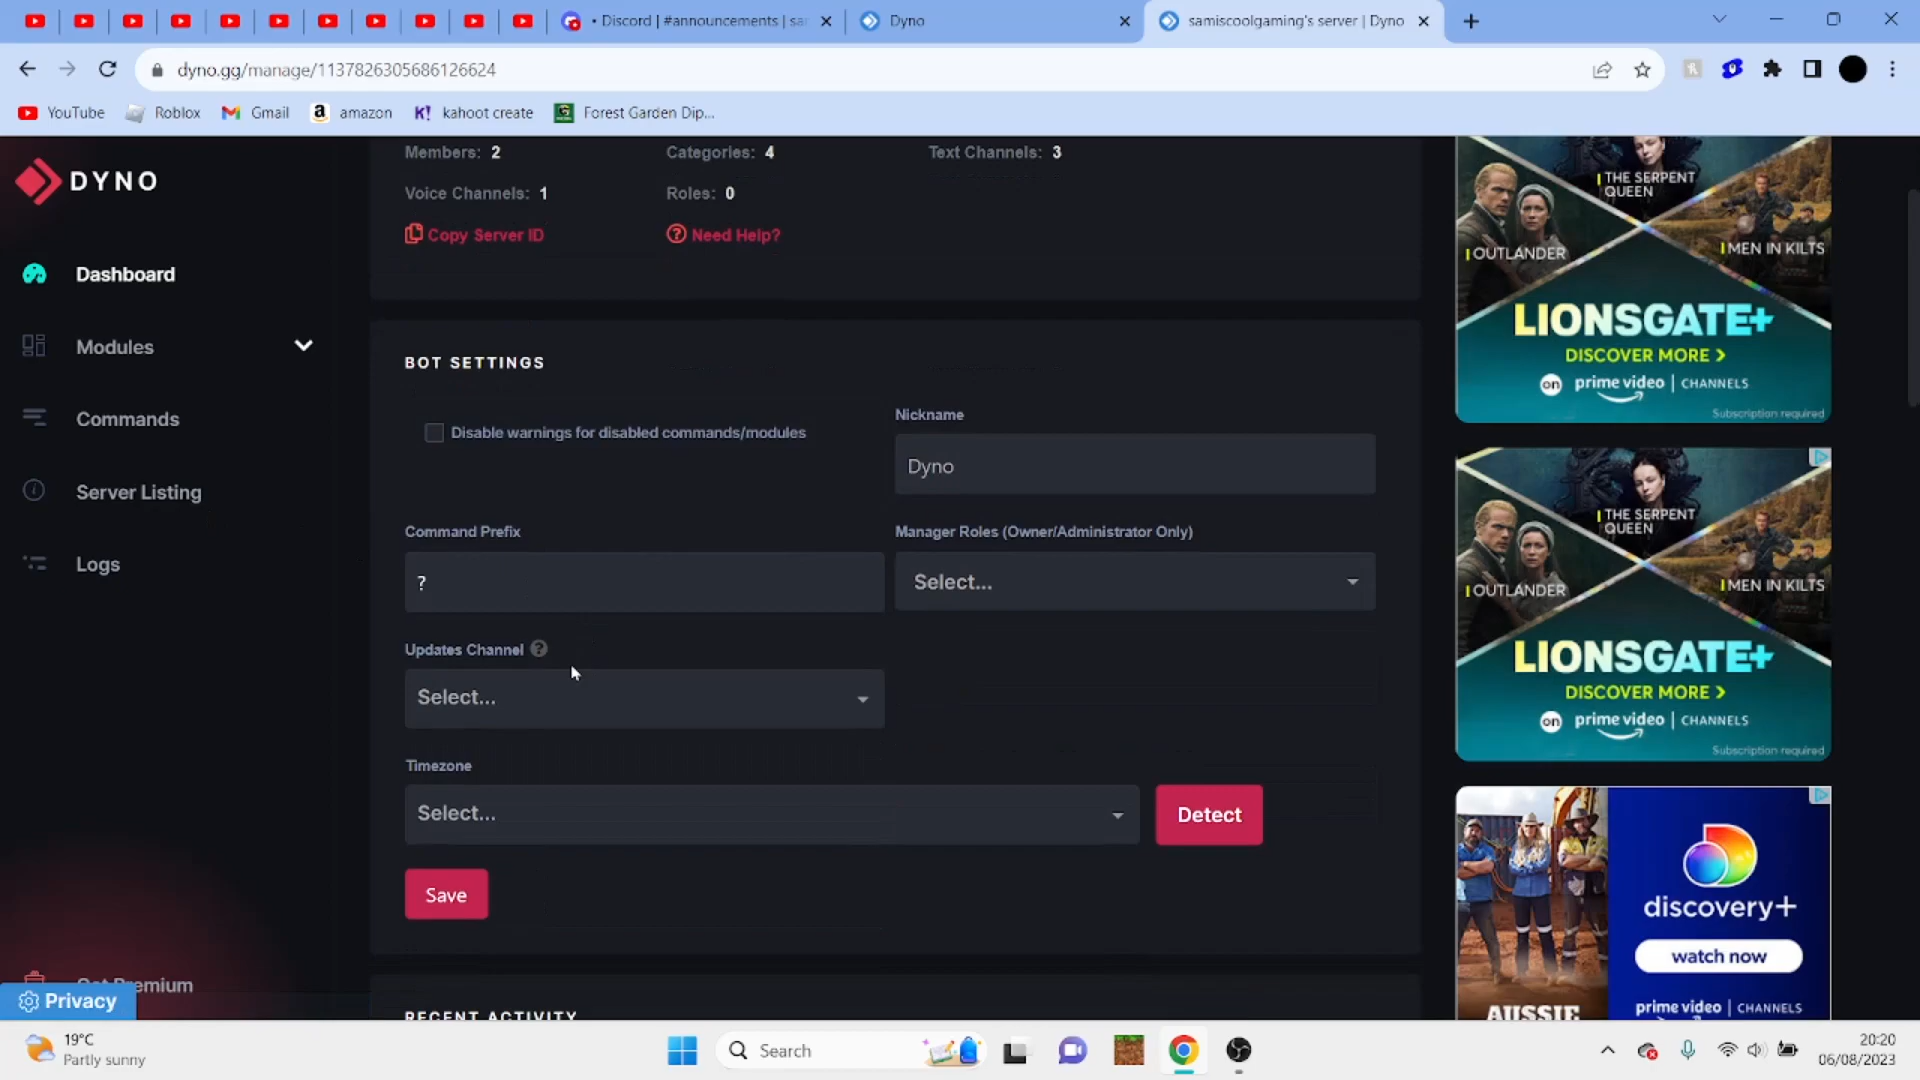 • Discord | #announcements | sar
Dyno
samiscoolgaming's server | Dyno
dyno.gg/manage/1137826305686126624
YouTube
Roblox
Gmail
amazon
kahoot create
Forest Garden Dip...
DYNO
Dashboard
Modules
Commands
Server Listing
Logs
Get Premium
Privacy
Members: 2
Categories: 4
Text Channels: 3
Voice Channels: 1
Roles: 0
Copy Server ID
Need Help?
BOT SETTINGS
Disable warnings for disabled commands/modules
Nickname
Dyno
Command Prefix
?
Manager Roles (Owner/Administrator Only)
Select...
Updates Channel
Select...
Timezone
Select...
Detect
Save
RECENT ACTIVITY
THE SERPENT
QUEEN
OUTLANDER
MEN IN KILTS
LIONSGATE+
DISCOVER MORE >
on prime video | CHANNELS
Subscription required
THE SERPENT
QUEEN
OUTLANDER
MEN IN KILTS
LIONSGATE+
DISCOVER MORE >
on prime video | CHANNELS
Subscription required
discovery+
watch now
AUSSIE
prime video | CHANNELS
19°C
Partly sunny
Search
20:20
06/08/2023